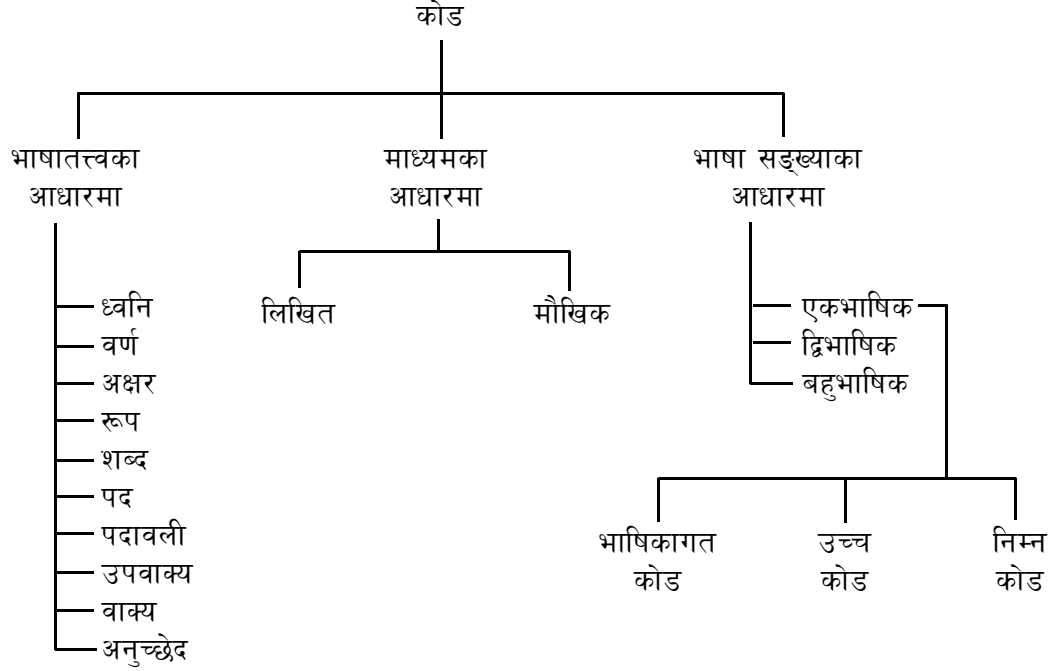 कोड
भाषातत्त्वका
आधारमा
माध्यमका
आधारमा
भाषा सङ्ख्याका
आधारमा
ध्वनि
वर्ण
अक्षर
रूप
शब्द
पद
पदावली
उपवाक्य
वाक्य
अनुच्छेद
लिखित
मौखिक
एकभाषिक
द्विभाषिक
बहुभाषिक
भाषिकागत
कोड
उच्च
कोड
निम्न
कोड